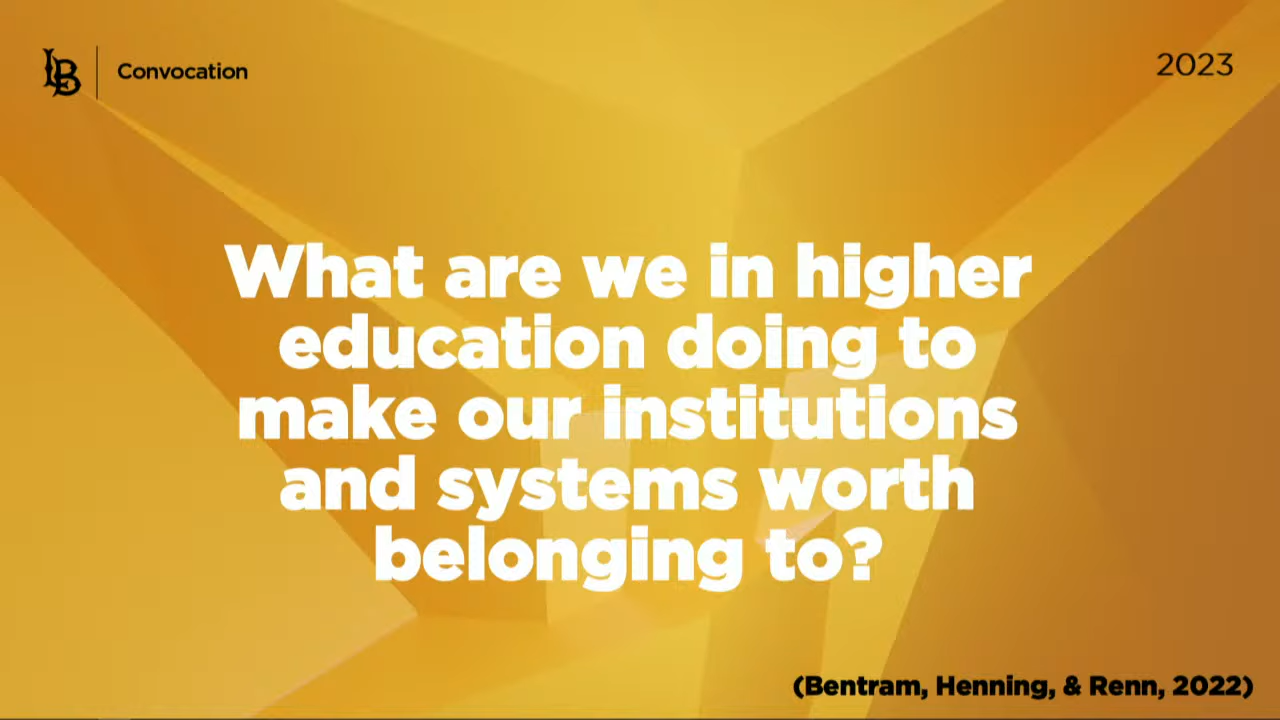 LB
Convocation
2023
What are we in higher
education doing to
make our institutions
and systems worth
belonging to?
(Bentram, Henning, & Renn, 2022)